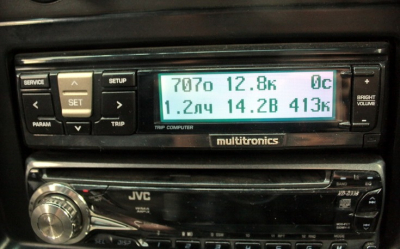 SERVICE
SETUP
SET
PARAM
TRIP
707о 12.8к 0с
1.2лч 14.2В 413к
+
BRIGHT
VOLUME
-
TRIP COMPUTER
multitronics
JVC